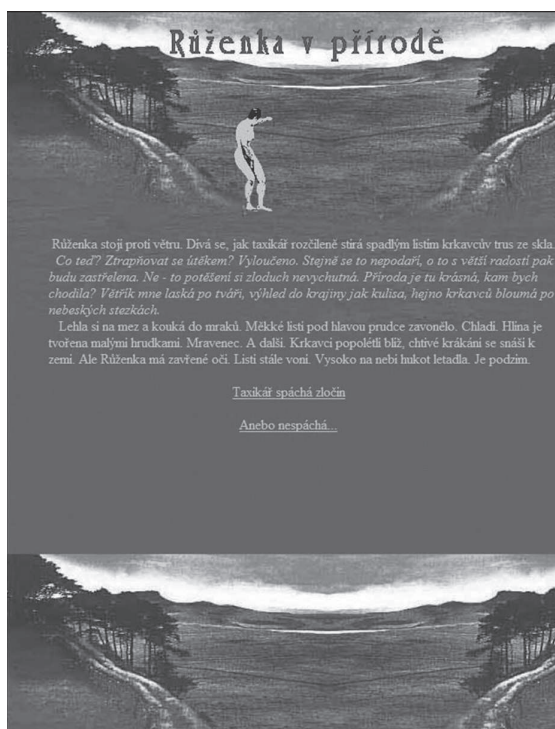 Růženka v přírodě
Růženka stojí proti větru. Dívá se, jak taxikář rozčileně stírá spadlým listím krkavcův trus ze skla.
Co teď? Ztrapňovat se útěkem? Vyloučeno. Stejně se to nepodaří, o to s větší radostí pak
budu zastřelena. Ne - to potěšení si zloduch nevychutná. Příroda je tu krásná, kam bych
chodila? Větřík mne laská po tváři, výhled do krajiny jak kulisa, hejno krkavců bloumá po
nebeských stezkách.
Lehla si na mez a kouká do mraků. Měkké listí pod hlavou prudce zavonělo. Chladí. Hlína je
tvořena malými hrudkami. Mravenec. A další. Krkavci popolétli blíž, chtivé krákání se snáší k
zemi. Ale Růženka má zavřené oči. Listí stále voní. Vysoko na nebi hukot letadla. Je podzim.
Taxikář spáchá zločin
Anebo nespáchá...